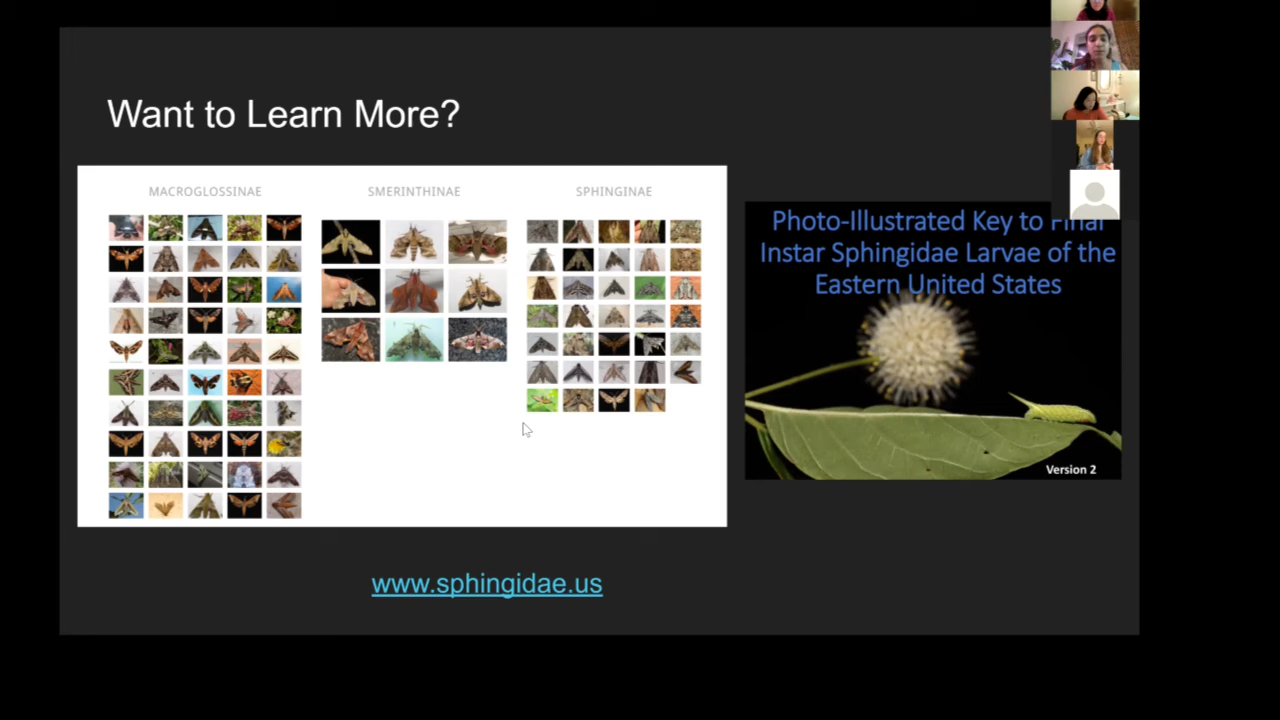 Want to Learn More?
MACROGLOSSINAE
SMERINTHINAE
SPHINGINAE
Photo-Illustrated Key to Final
Instar Sphingidae Larvae of the
Eastern United States
Version 2
www.sphingidae.us